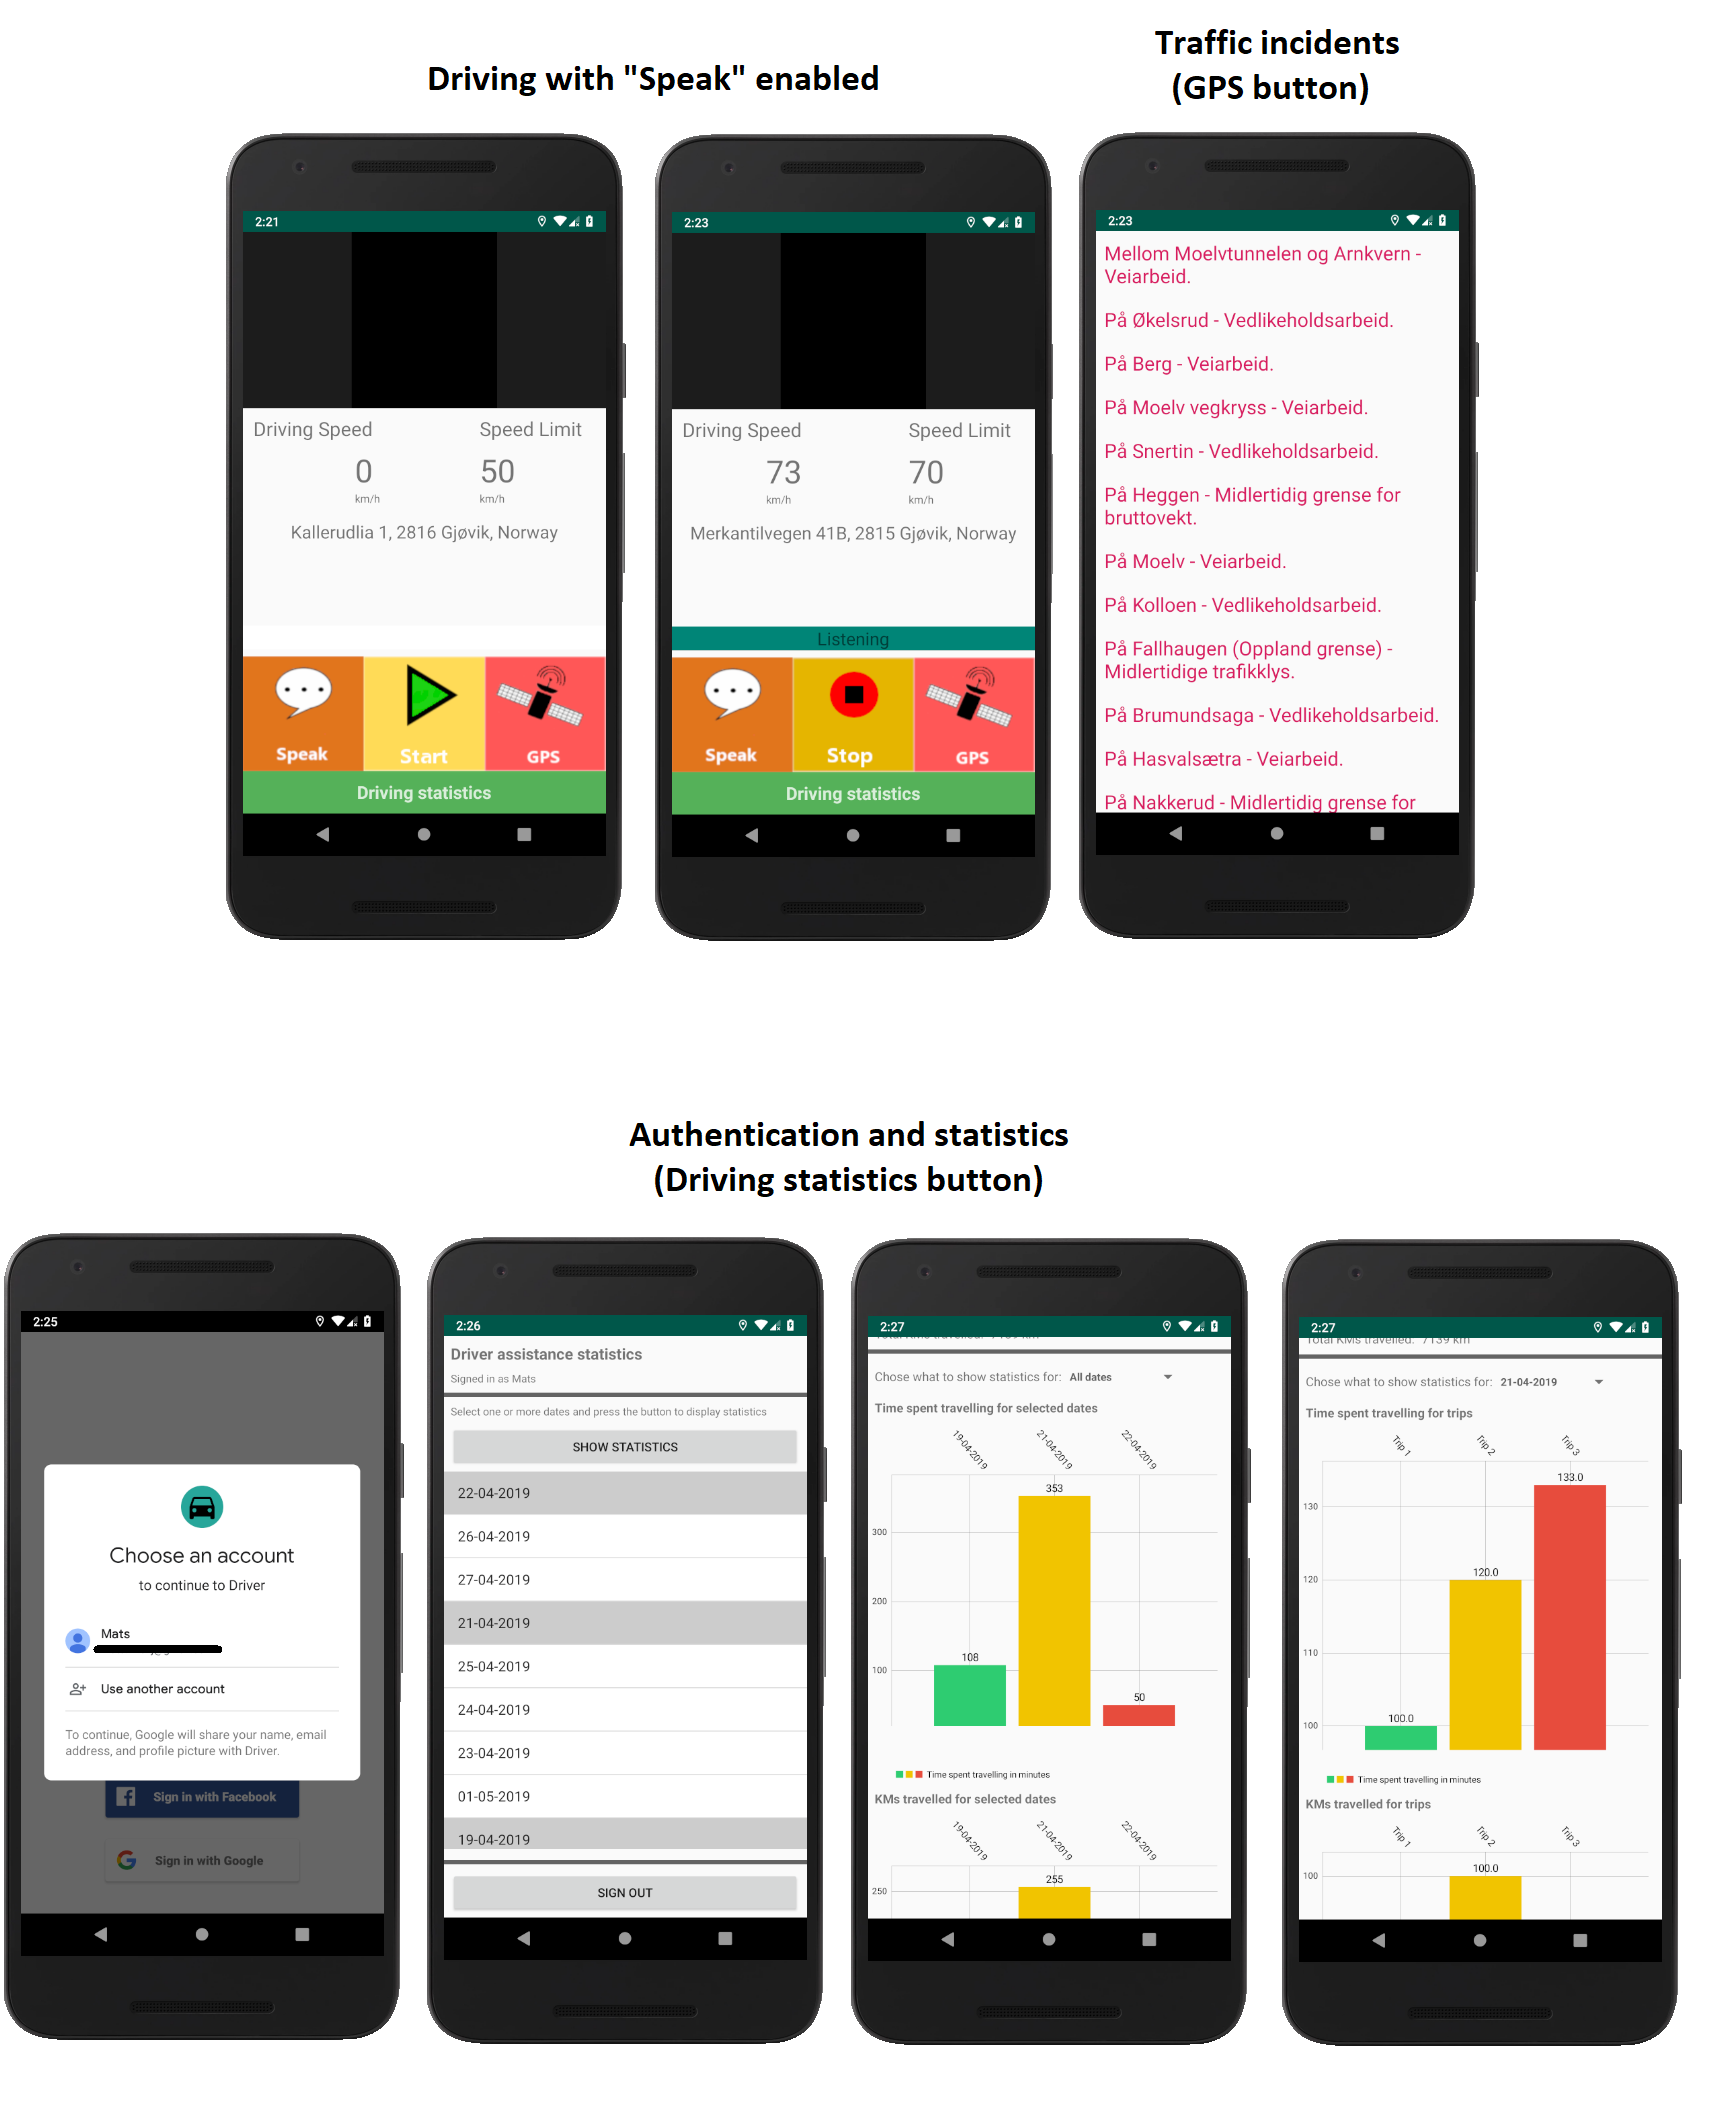 Driving with "Speak" enabled
Traffic incidents
(GPS button)
2:21
Driving Speed
Speed Limit
0
50
km/h
km/h
Kallerudlia 1, 2816 Gjøvik, Norway
Speak
Start
GPS
Driving statistics
2:23
Driving Speed
Speed Limit
73
70
km/h
km/h
Merkantilvegen 41B, 2815 Gjøvik, Norway
Listening
Speak
Stop
GPS
Driving statistics
2:23
Mellom Moelvtunnelen og Arnkvern -
Veiarbeid.
På Økelsrud - Vedlikeholdsarbeid.
På Berg - Veiarbeid.
På Moelv vegkryss - Veiarbeid.
På Snertin - Vedlikeholdsarbeid.
På Heggen - Midlertidig grense for
bruttovekt.
På Moelv - Veiarbeid.
På Kolloen - Vedlikeholdsarbeid.
På Fallhaugen (Oppland grense) -
Midlertidige trafikklys.
På Brumundsaga - Vedlikeholdsarbeid.
På Hasvalsætra - Veiarbeid.
På Nakkerud - Midlertidig grense for
Authentication and statistics
(Driving statistics button)
2:25
Choose an account
to continue to Driver
Mats
Use another account
To continue, Google will share your name, email
address, and profile picture with Driver.
Sign in with Facebook
Sign in with Google
2:26
Driver assistance statistics
Signed in as Mats
Select one or more dates and press the button to display statistics
SHOW STATISTICS
22-04-2019
26-04-2019
27-04-2019
21-04-2019
25-04-2019
24-04-2019
23-04-2019
01-05-2019
19-04-2019
SIGN OUT
2:27
Total KMs travelled: 7139 km
Chose what to show statistics for: All dates
Time spent travelling for selected dates
19-04-2019
21-04-2019
22-04-2019
353
300
200
108
100
50
Time spent travelling in minutes
KMs travelled for selected dates
19-04-2019
21-04-2019
22-04-2019
255
250
2:27
Total KMs travelled: 7139 km
Chose what to show statistics for: 21-04-2019
Time spent travelling for trips
Trip 1
Trip 2
Trip 3
133.0
130
120.0
120
110
100.0
100
Time spent travelling in minutes
KMs travelled for trips
Trip 1
Trip 2
Trip 3
100.0
100